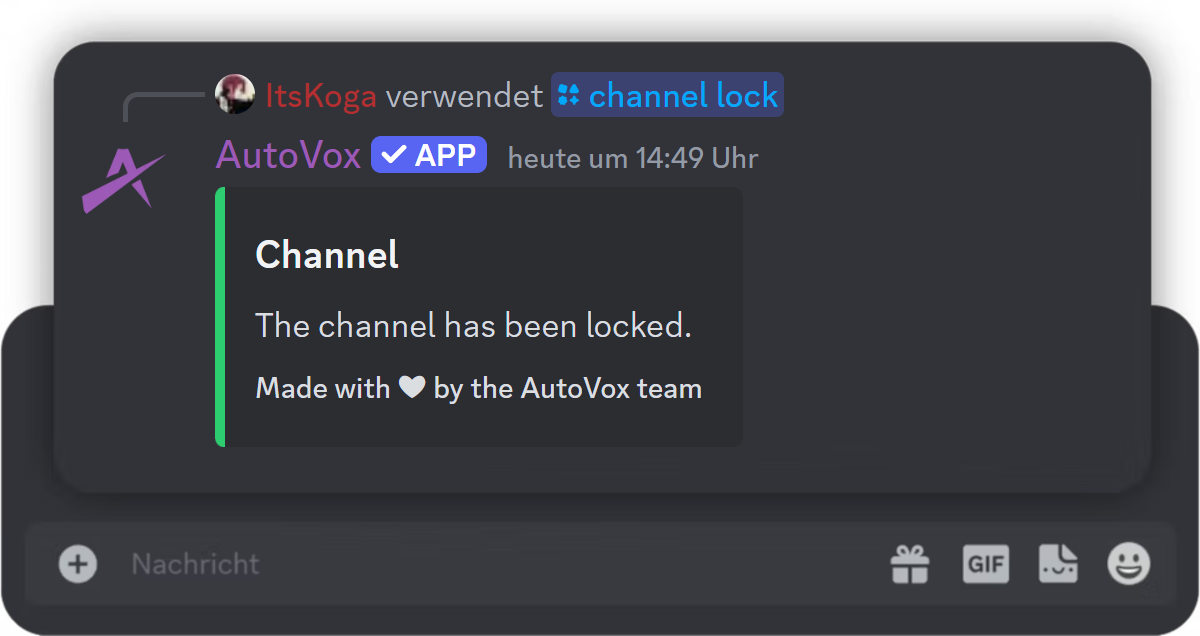 ItsKoga verwendet channel lock
AutoVox APP heute um 14:49 Uhr
Channel
The channel has been locked.
Made with ❤ by the AutoVox team
Nachricht
GIF